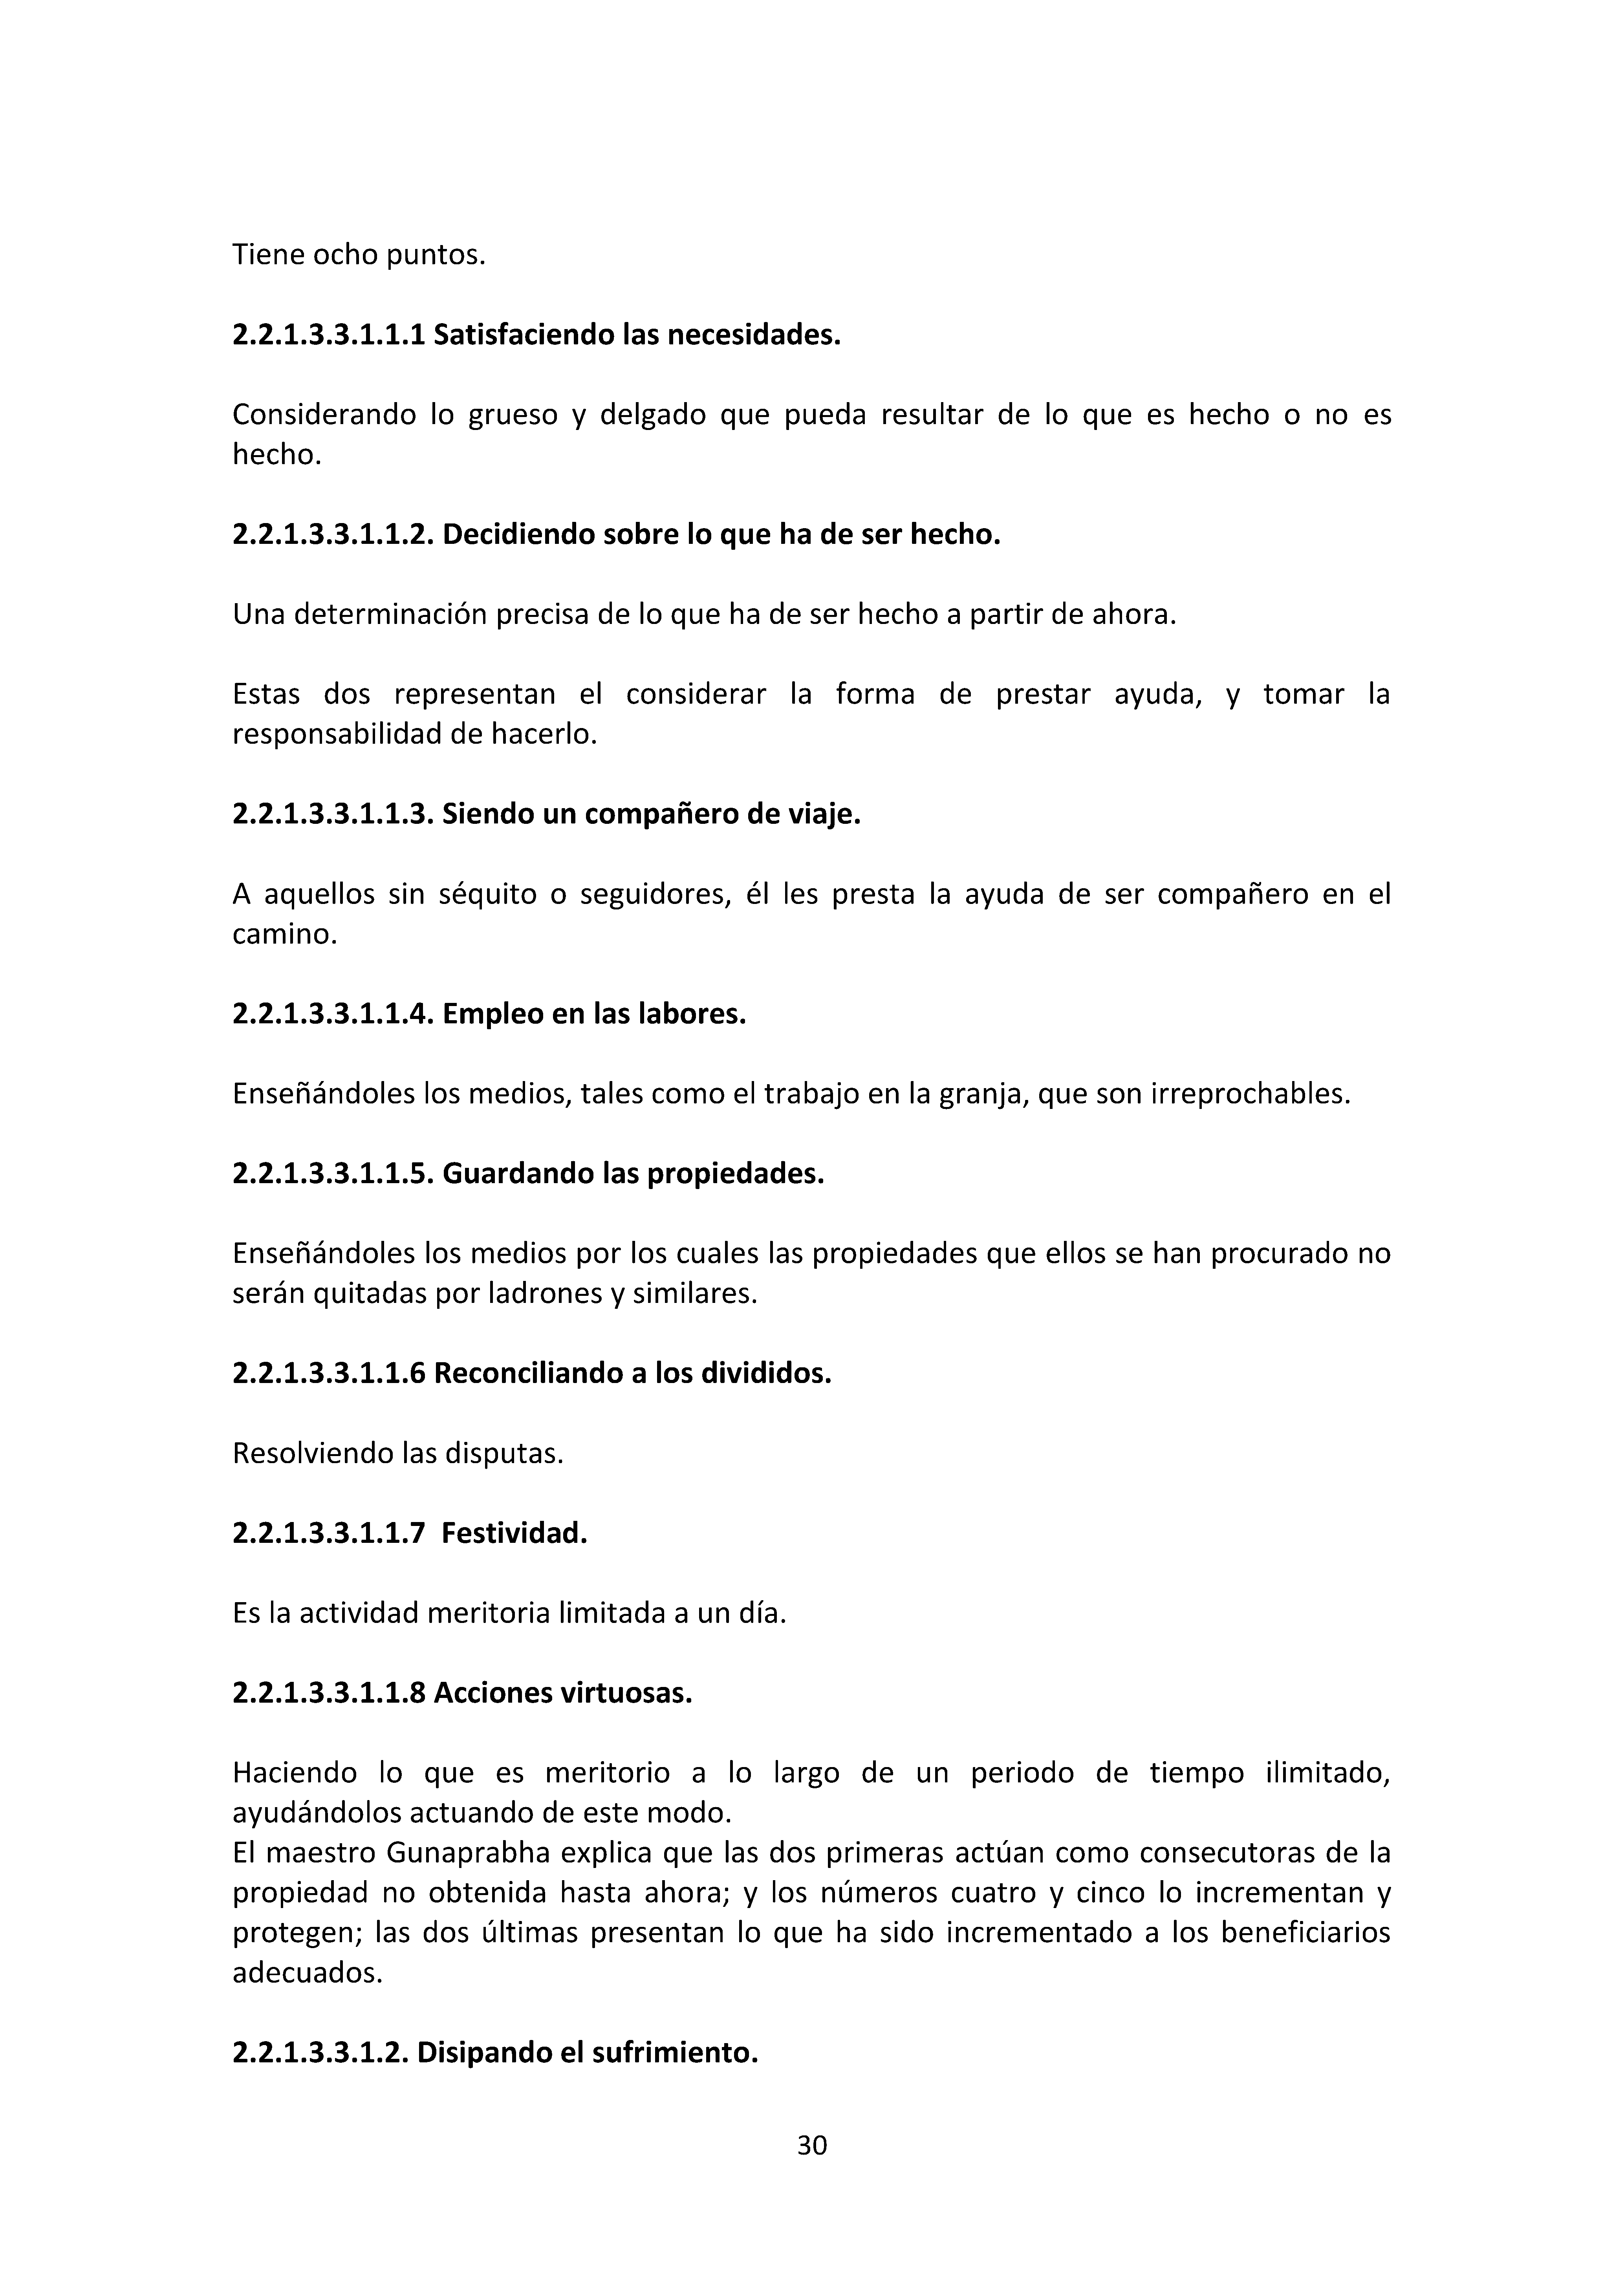 Tiene ocho puntos.
2.2.1.3.3.1.1.1 Satisfaciendo las necesidades.
Considerando lo grueso y delgado que pueda resultar de lo que es hecho o no es
hecho.
2.2.1.3.3.1.1.2. Decidiendo sobre lo que ha de ser hecho.
Una determinación precisa de lo que ha de ser hecho a partir de ahora.
Estas dos representan el considerar la forma de prestar ayuda, y tomar la
responsabilidad de hacerlo.
2.2.1.3.3.1.1.3. Siendo un compañero de viaje.
A aquellos sin séquito o seguidores, él les presta la ayuda de ser compañero en el
camino.
2.2.1.3.3.1.1.4. Empleo en las labores.
Enseñándoles los medios, tales como el trabajo en la granja, que son irreprochables.
2.2.1.3.3.1.1.5. Guardando las propiedades.
Enseñándoles los medios por los cuales las propiedades que ellos se han procurado no
serán quitadas por ladrones y similares.
2.2.1.3.3.1.1.6 Reconciliando a los divididos.
Resolviendo las disputas.
2.2.1.3.3.1.1.7  Festividad.
Es la actividad meritoria limitada a un día.
2.2.1.3.3.1.1.8 Acciones virtuosas.
Haciendo lo que es meritorio a lo largo de un periodo de tiempo ilimitado,
ayudándolos actuando de este modo.
El maestro Gunaprabha explica que las dos primeras actúan como consecutoras de la
propiedad no obtenida hasta ahora; y los números cuatro y cinco lo incrementan y
protegen; las dos últimas presentan lo que ha sido incrementado a los beneficiarios
adecuados.
2.2.1.3.3.1.2. Disipando el sufrimiento.
30